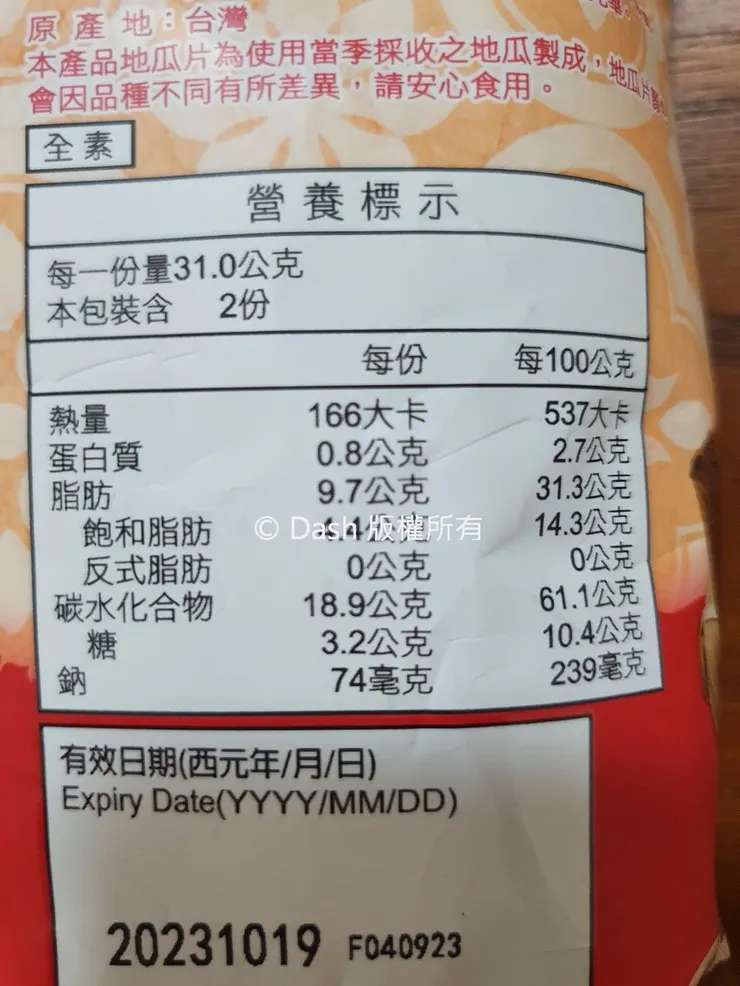 原產地：台灣
本產品地瓜片為使用當季採收之地瓜製成，地瓜片
會因品種不同有所差異，請安心食用。
全素
營養標示
每一份量31.0公克
本包裝含 2份
每份 每100公克
熱量 166大卡 537大卡
蛋白質 0.8公克 2.7公克
脂肪 9.7公克 31.3公克
飽和脂肪 14.3公克
© Dash 版權所有
反式脂肪 0公克 0公克
碳水化合物 18.9公克 61.1公克
糖 3.2公克 10.4公克
鈉 74毫克 239毫克
有效日期(西元年/月/日)
Expiry Date(YYYY/MM/DD)
20231019 F040923